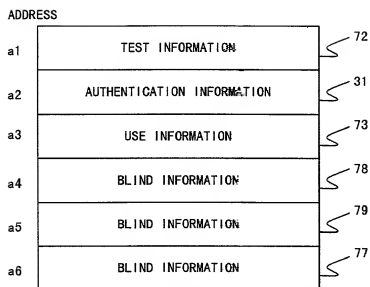 ADDRESS
a1 TEST INFORMATION 72
a2 AUTHENTICATION INFORMATION 31
a3 USE INFORMATION 73
a4 BLIND INFORMATION 78
a5 BLIND INFORMATION 79
a6 BLIND INFORMATION 77